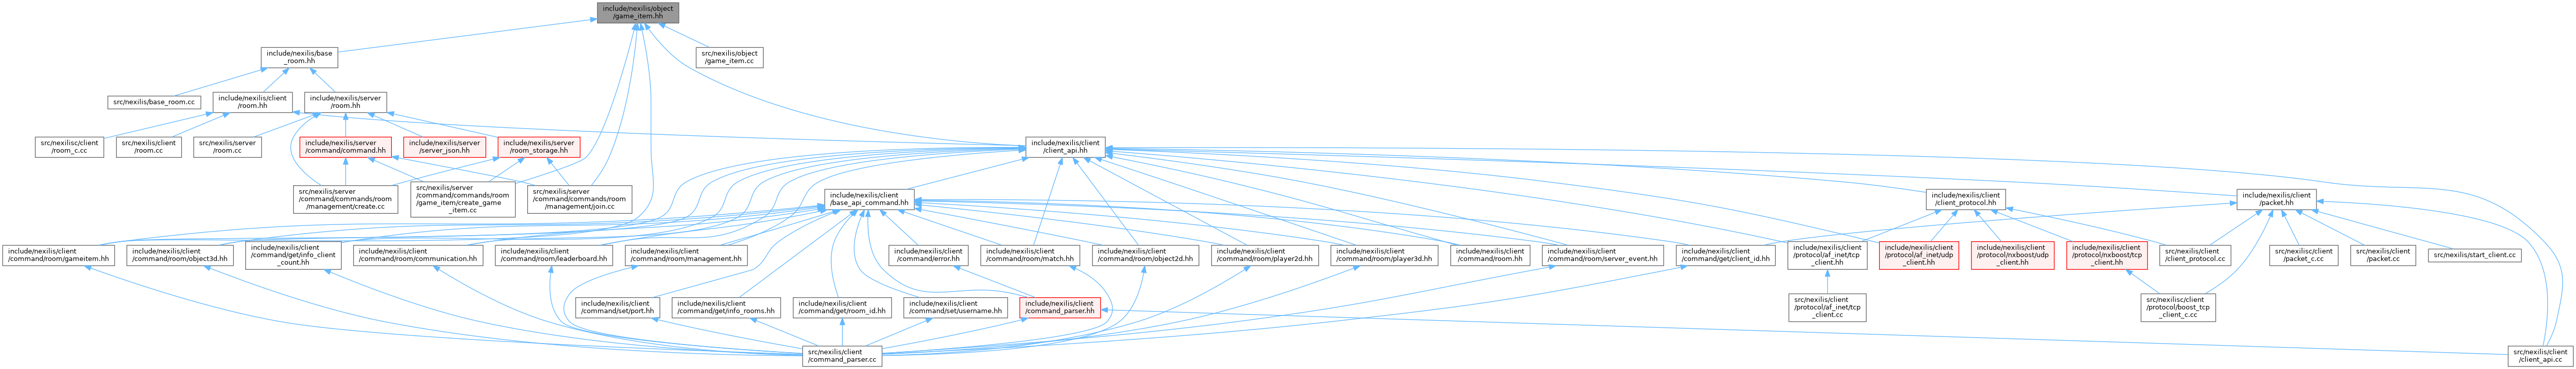 include/nexilis/object
/game_item.hh
include/nexilis/base
_room.hh
src/nexilis/object
/game_item.cc
src/nexilis/base_room.cc
include/nexilis/client
/room.hh
include/nexilis/server
/room.hh
src/nexilisc/client
/room_c.cc
src/nexilis/client
/room.cc
src/nexilis/server
/room.cc
include/nexilis/server
/command/command.hh
include/nexilis/server
/server_json.hh
include/nexilis/server
/room_storage.hh
include/nexilis/client
/client_api.hh
src/nexilis/server
/command/commands/room
/management/create.cc
src/nexilis/server
/command/commands/room
/game_item/create_game
_item.cc
src/nexilis/server
/command/commands/room
/management/join.cc
include/nexilis/client
/base_api_command.hh
include/nexilis/client
/client_protocol.hh
include/nexilis/client
/packet.hh
include/nexilis/client
/command/room/gameitem.hh
include/nexilis/client
/command/room/object3d.hh
include/nexilis/client
/command/get/info_client
_count.hh
include/nexilis/client
/command/room/communication.hh
include/nexilis/client
/command/room/leaderboard.hh
include/nexilis/client
/command/room/management.hh
include/nexilis/client
/command/error.hh
include/nexilis/client
/command/room/match.hh
include/nexilis/client
/command/room/object2d.hh
include/nexilis/client
/command/room/player2d.hh
include/nexilis/client
/command/room/player3d.hh
include/nexilis/client
/command/room.hh
include/nexilis/client
/command/room/server_event.hh
include/nexilis/client
/command/get/client_id.hh
include/nexilis/client
/protocol/af_inet/tcp
_client.hh
include/nexilis/client
/protocol/af_inet/udp
_client.hh
include/nexilis/client
/protocol/nxboost/udp
_client.hh
include/nexilis/client
/protocol/nxboost/tcp
_client.hh
src/nexilis/client
/client_protocol.cc
src/nexilisc/client
/packet_c.cc
src/nexilis/client
/packet.cc
src/nexilis/start_client.cc
include/nexilis/client
/command/set/port.hh
include/nexilis/client
/command/get/info_rooms.hh
include/nexilis/client
/command/get/room_id.hh
include/nexilis/client
/command/set/username.hh
include/nexilis/client
/command_parser.hh
src/nexilis/client
/protocol/af_inet/tcp
_client.cc
src/nexilisc/client
/protocol/boost_tcp
_client_c.cc
src/nexilis/client
/command_parser.cc
src/nexilis/client
/client_api.cc